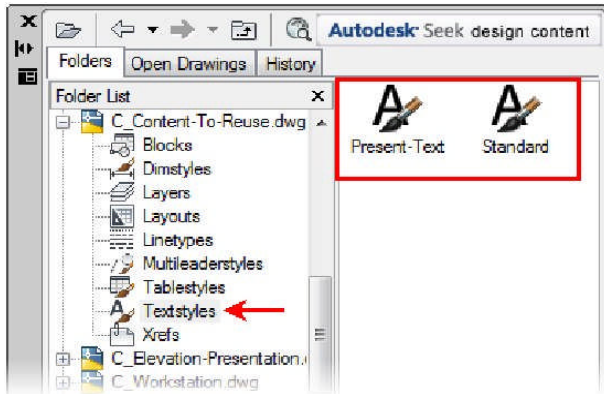 Autodesk® Seek design content
Folders Open Drawings History
Folder List
C_Content-To-Reuse.dwg
Blocks
Dimstyles
Layers
Layouts
Linetypes
Multileaderstyles
Tablestyles
Textstyles
Xrefs
C_Elevation-Presentation.
C_Workstation.dwg
Present-Text Standard